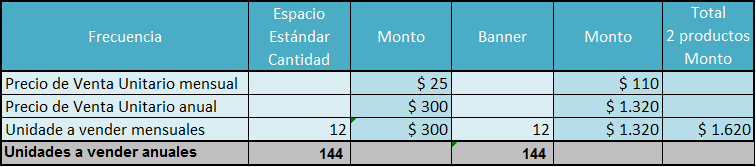 Frecuencia Espacio Estándar Cantidad Monto Banner Monto Total 2 productos Monto
Precio de Venta Unitario mensual $ 25 $ 110
Precio de Venta Unitario anual $ 300 $ 1.320
Unidade a vender mensuales 12 $ 300 12 $ 1.320 $ 1.620
Unidades a vender anuales 144 144